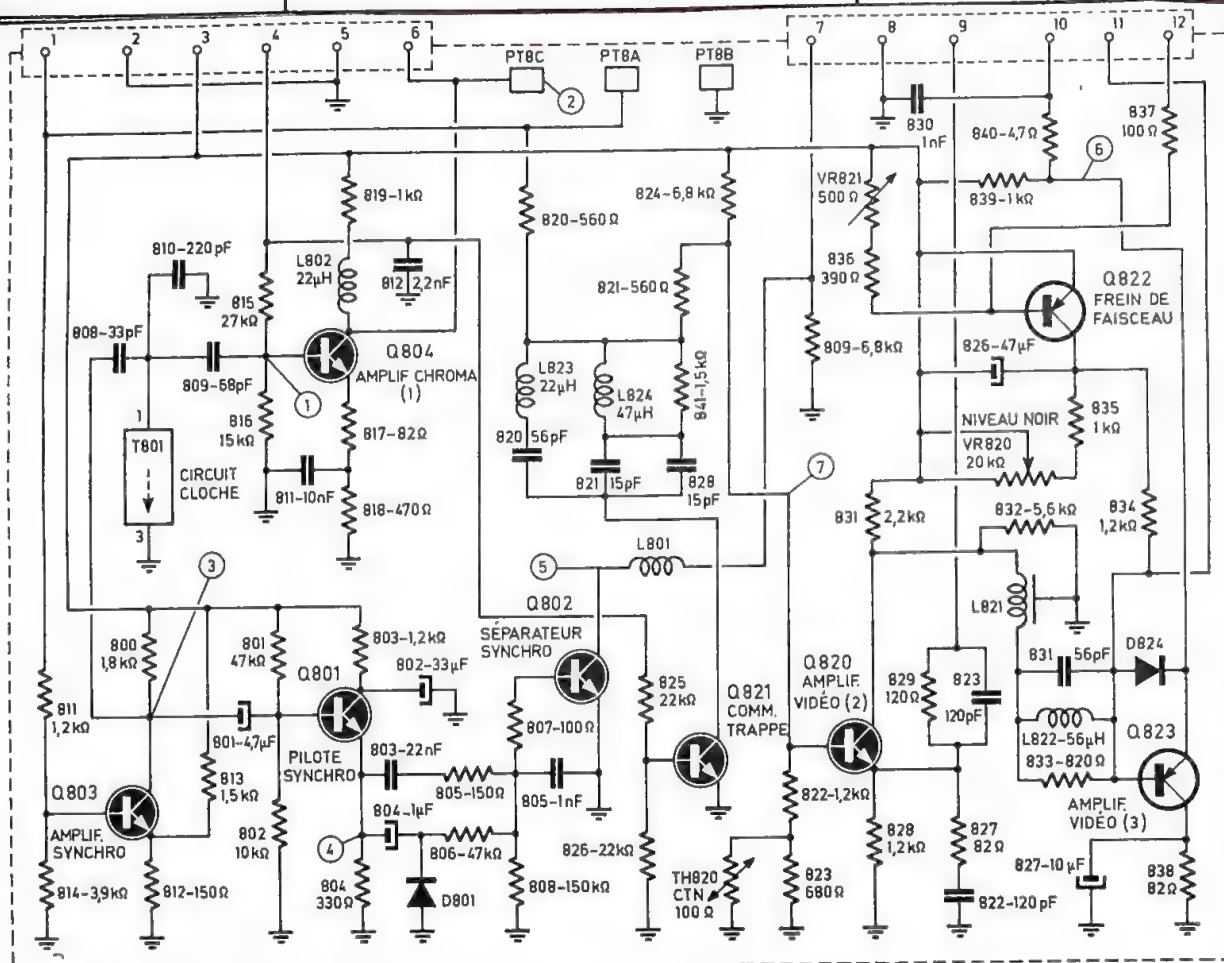 1 2 3 4 5 6 7 8 9 10 11 12
PT8C
PT8A
PT8B
2
830
1nF
840-4,7Ω
837
100Ω
6
839-1kΩ
VR821
500Ω
819-1kΩ
820-560Ω
824-6,8kΩ
810-220pF
L802
22µH
812 2,2nF
815
27kΩ
821-560Ω
836
390Ω
Q822
FREIN DE
FAISCEAU
808-33pF
809-68pF
Q804
AMPLIF CHROMA
(1)
L823
22µH
L824
47µH
841-1,5kΩ
809-6,8kΩ
826-47µF
1
816
15kΩ
817-82Ω
820 56pF
835
1kΩ
NIVEAU NOIR
VR820
20kΩ
1
T801
3
CIRCUIT
CLOCHE
811-10nF
818-470Ω
821 15pF
828
15pF
7
831 2,2kΩ
832-5,6kΩ
834
1,2kΩ
3
5
L801
L821
Q802
SÉPARATEUR
SYNCHRO
800
1,8kΩ
801
47kΩ
803-1,2kΩ
802-33µF
Q801
PILOTE
SYNCHRO
831 56pF
D824
811
1,2kΩ
801-4,7µF
807-100Ω
825
22kΩ
Q821
COMM.
TRAPPE
Q820
AMPLIF.
VIDÉO (2)
829
120Ω
823
120pF
L822-56µH
833-820Ω
Q823
AMPLIF.
VIDÉO (3)
Q803
AMPLIF.
SYNCHRO
813
1,5kΩ
803-22nF
805-150Ω
805-1nF
804-1µF
806-47kΩ
4
802
10kΩ
822-1,2kΩ
826-22kΩ
814-3,9kΩ
812-150Ω
804
330Ω
D801
808-150kΩ
TH820
CTN
100Ω
823
680Ω
828
1,2kΩ
827
82Ω
822-120pF
827-10µF
838
82Ω